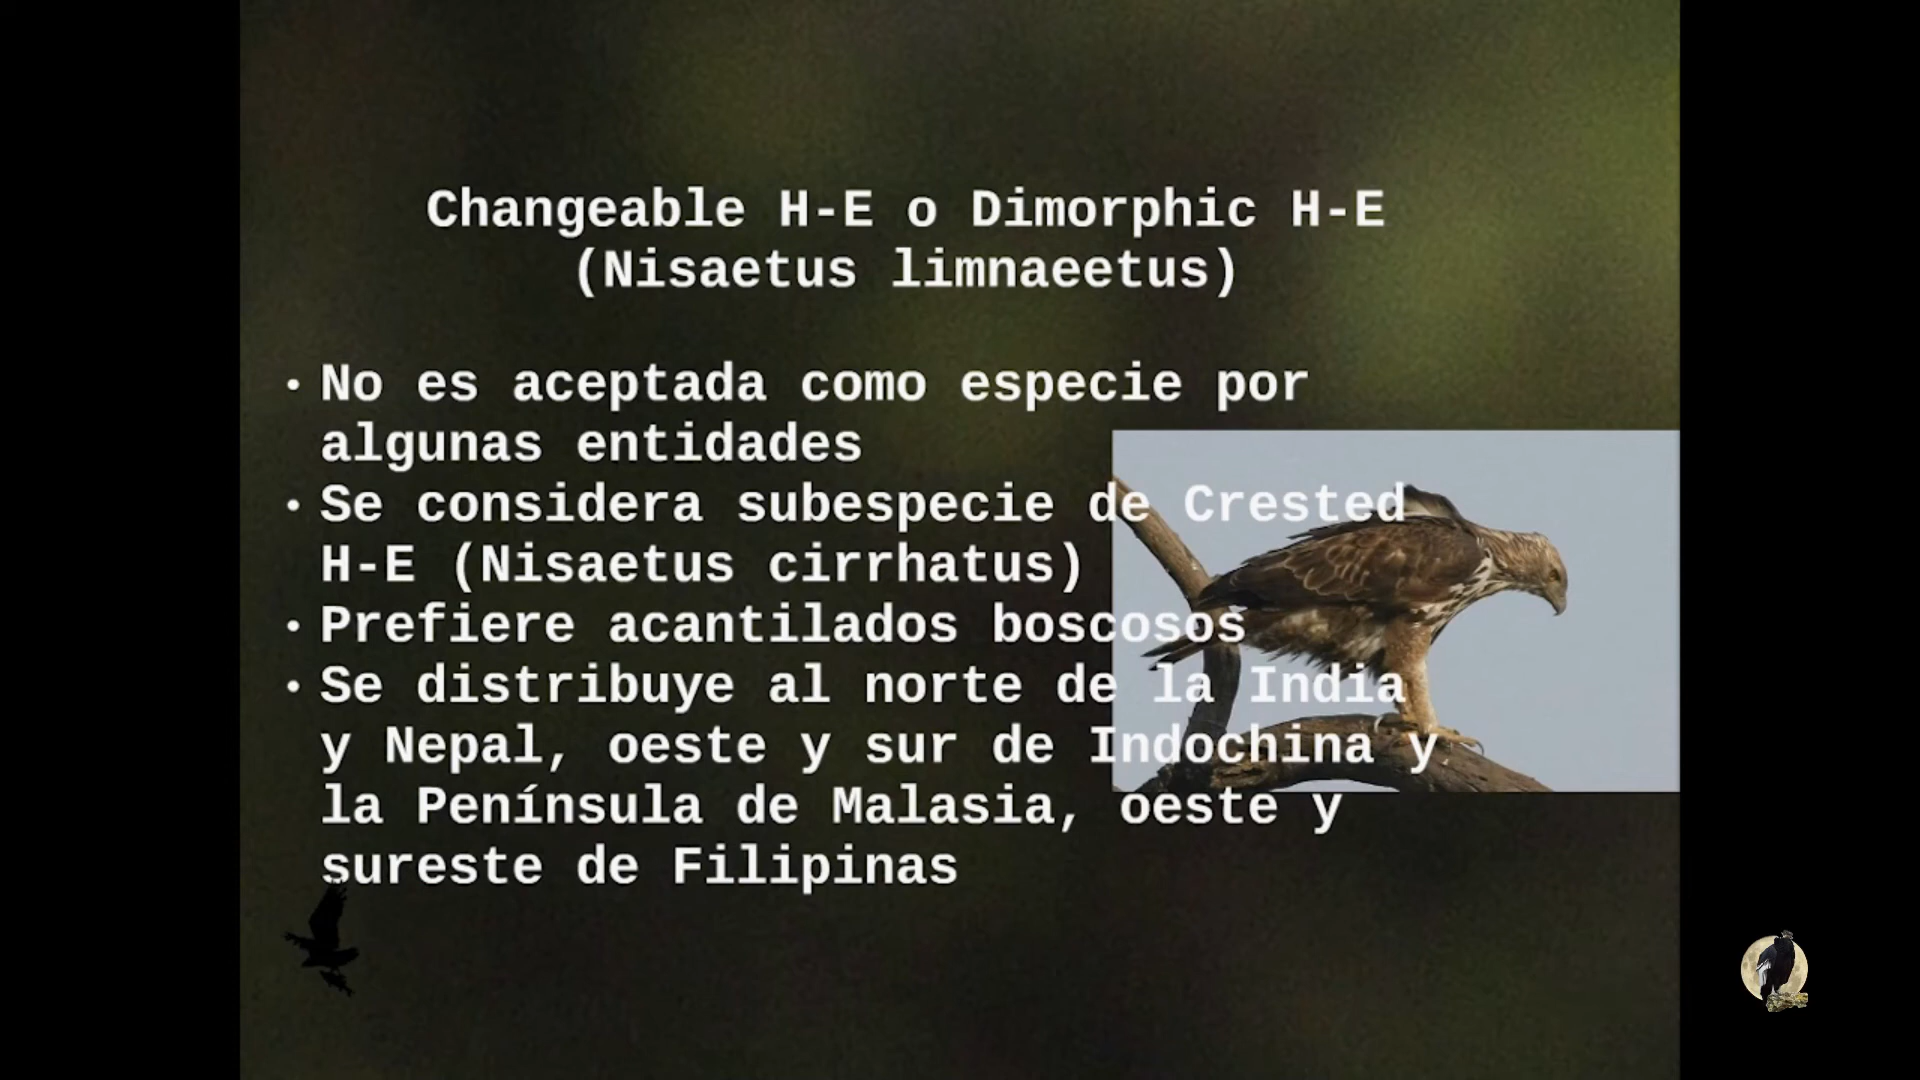 Changeable H-E o Dimorphic H-E
(Nisaetus limnaeetus)
• No es aceptada como especie por
algunas entidades
• Se considera subespecie de Crested
H-E (Nisaetus cirrhatus)
• Prefiere acantilados boscosos
• Se distribuye al norte de la India
y Nepal, oeste y sur de Indochina y
la Península de Malasia, oeste y
sureste de Filipinas